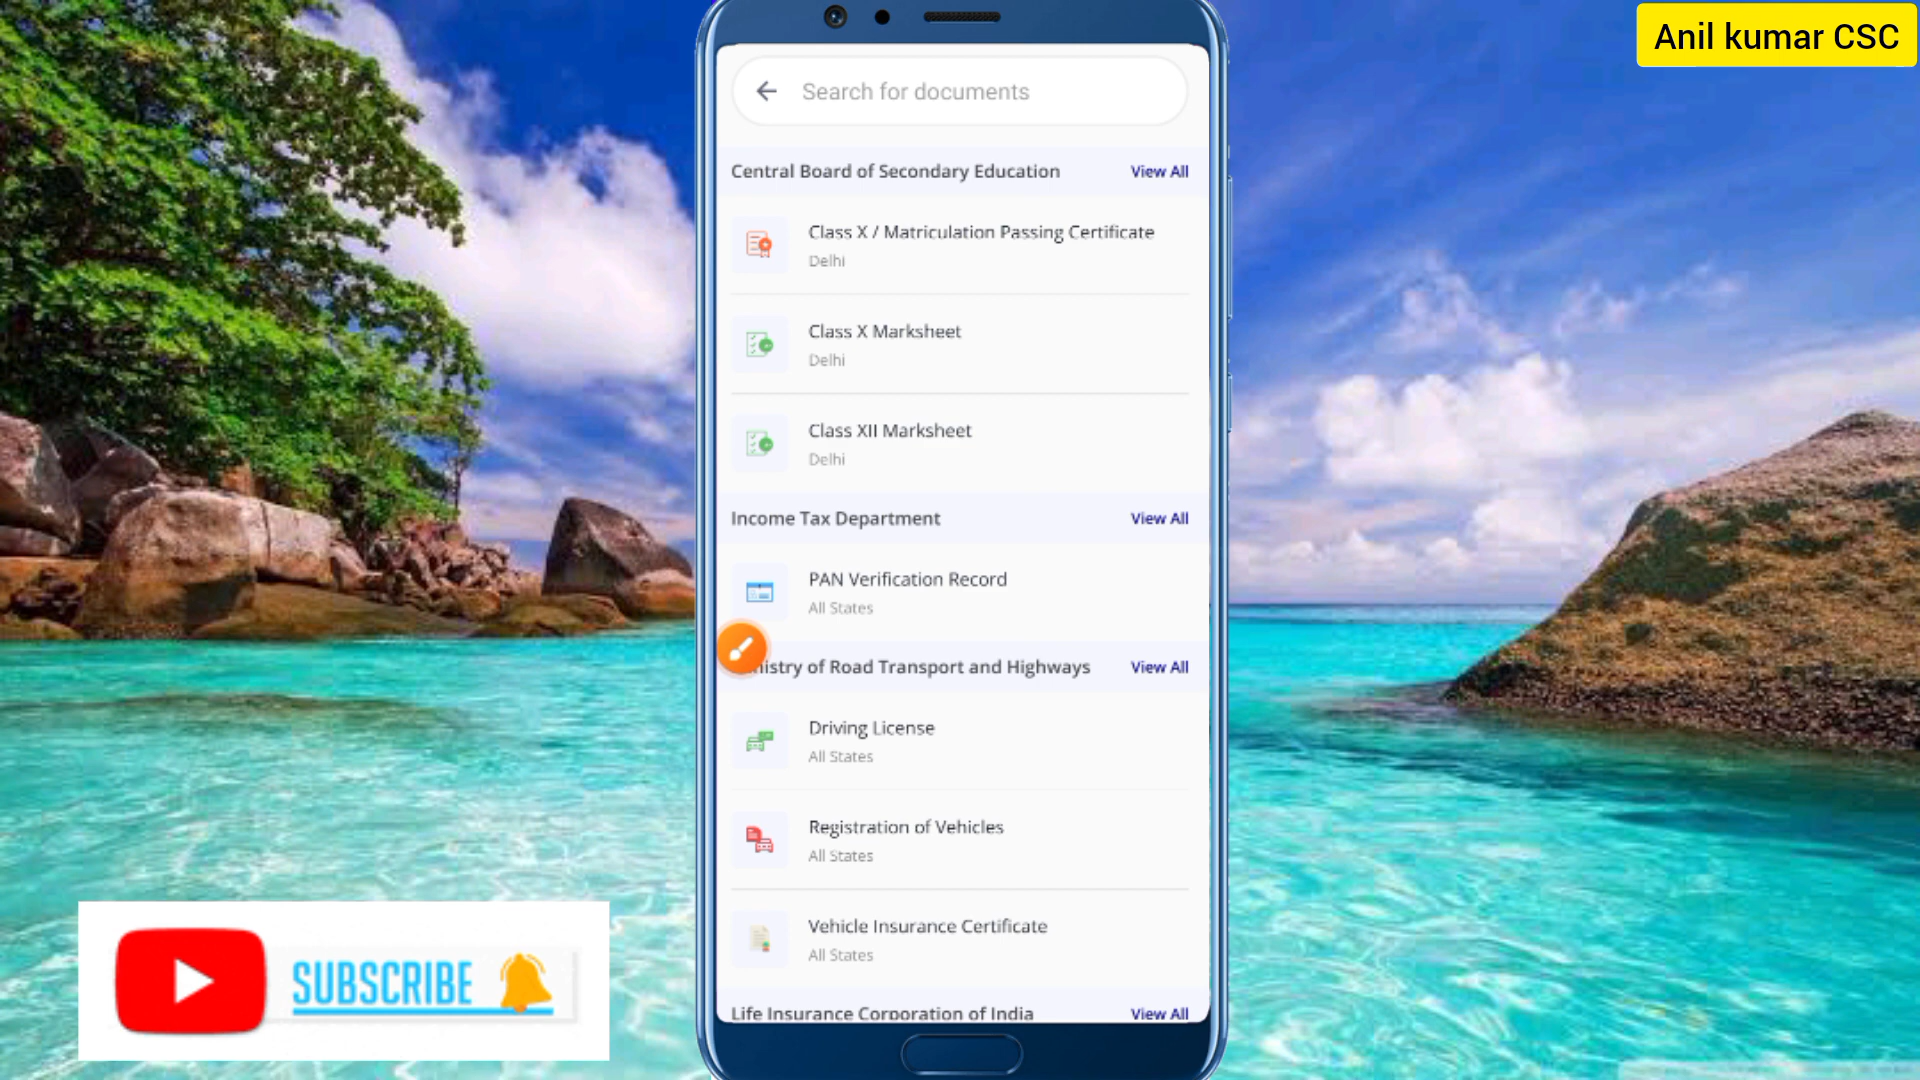 Anil kumar CSC
Search for documents
Central Board of Secondary Education View All
Class X / Matriculation Passing Certificate
Delhi
Class X Marksheet
Delhi
Class XII Marksheet
Delhi
Income Tax Department View All
PAN Verification Record
All States
istry of Road Transport and Highways View All
Driving License
All States
Registration of Vehicles
All States
Vehicle Insurance Certificate
All States
Life Insurance Corporation of India View All
SUBSCRIBE